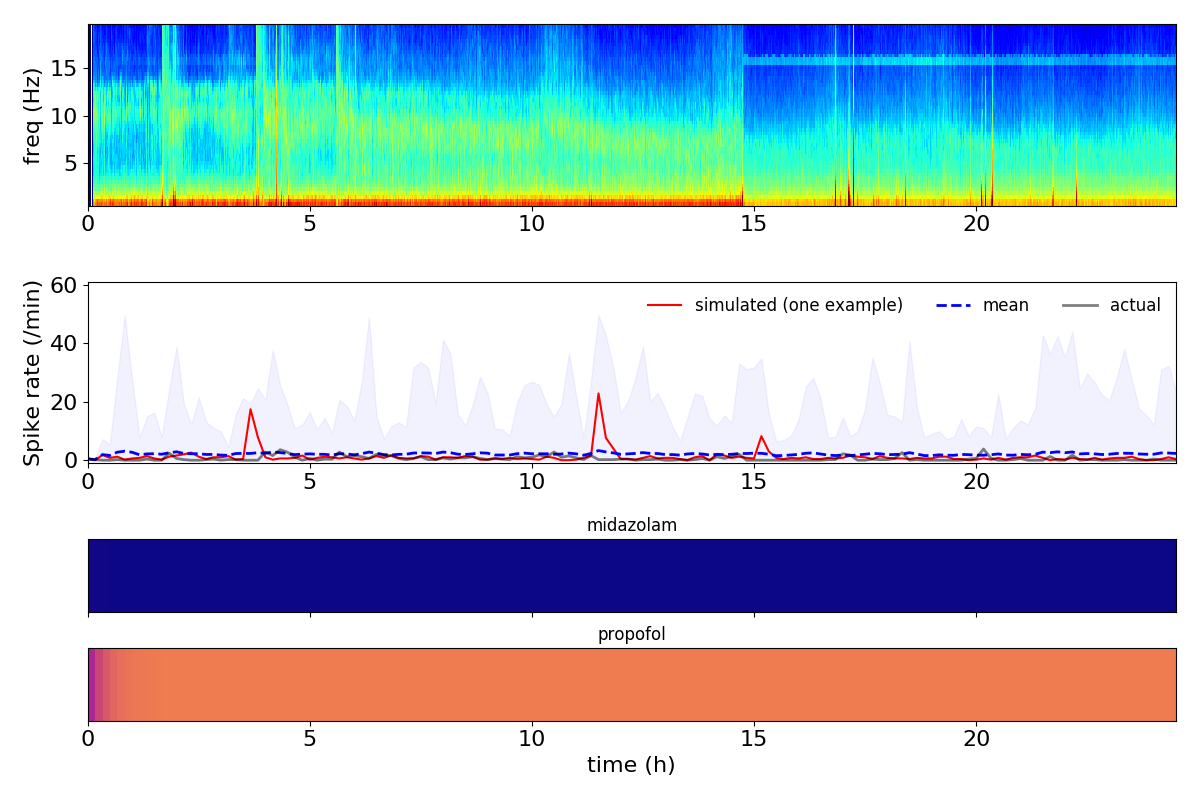 freq (Hz)
15
10
5
0 5 10 15 20
Spike rate (/min)
60
40
20
0
simulated (one example) mean actual
0 5 10 15 20
midazolam
propofol
0 5 10 15 20
time (h)